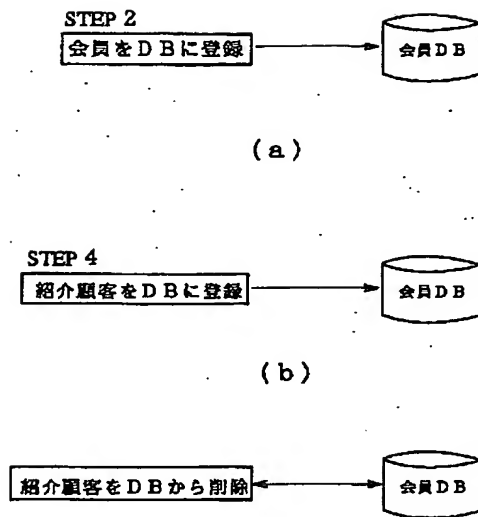 STEP 2
会員をDBに登録
会員DB
(a)
STEP 4
紹介顧客をDBに登録
会員DB
(b)
紹介顧客をDBから削除
会員DB